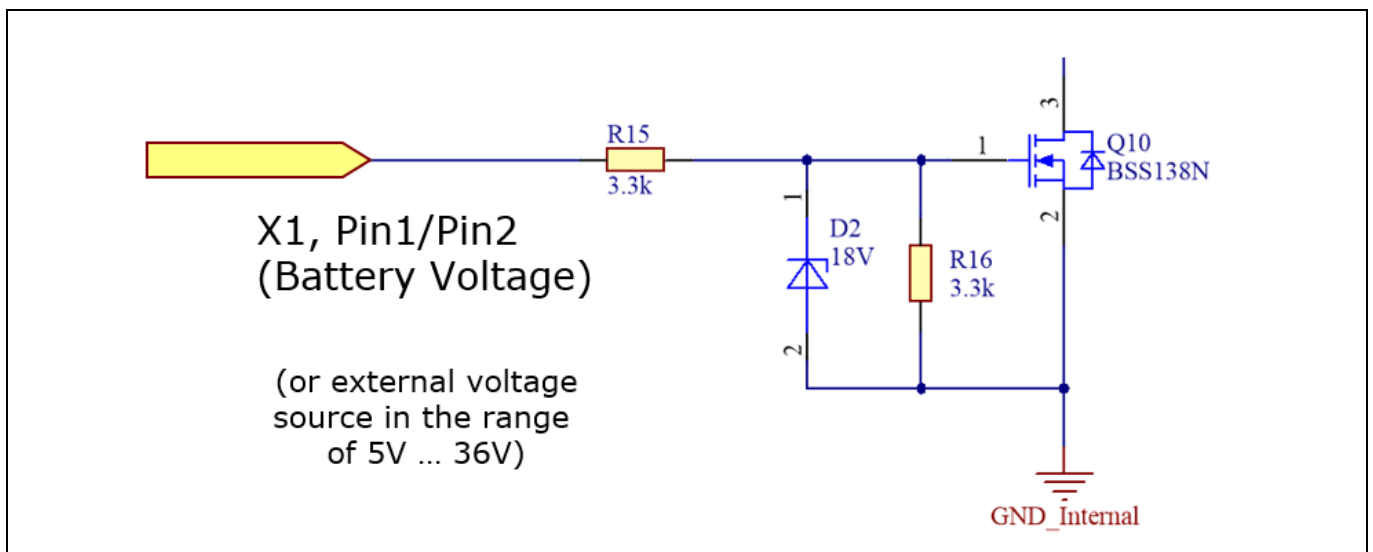 R15
3.3k
X1, Pin1/Pin2
(Battery Voltage)
(or external voltage
source in the range
of 5V ... 36V)
1
D2
18V
2
R16
3.3k
1
3
Q10
BSS138N
2
GND_Internal